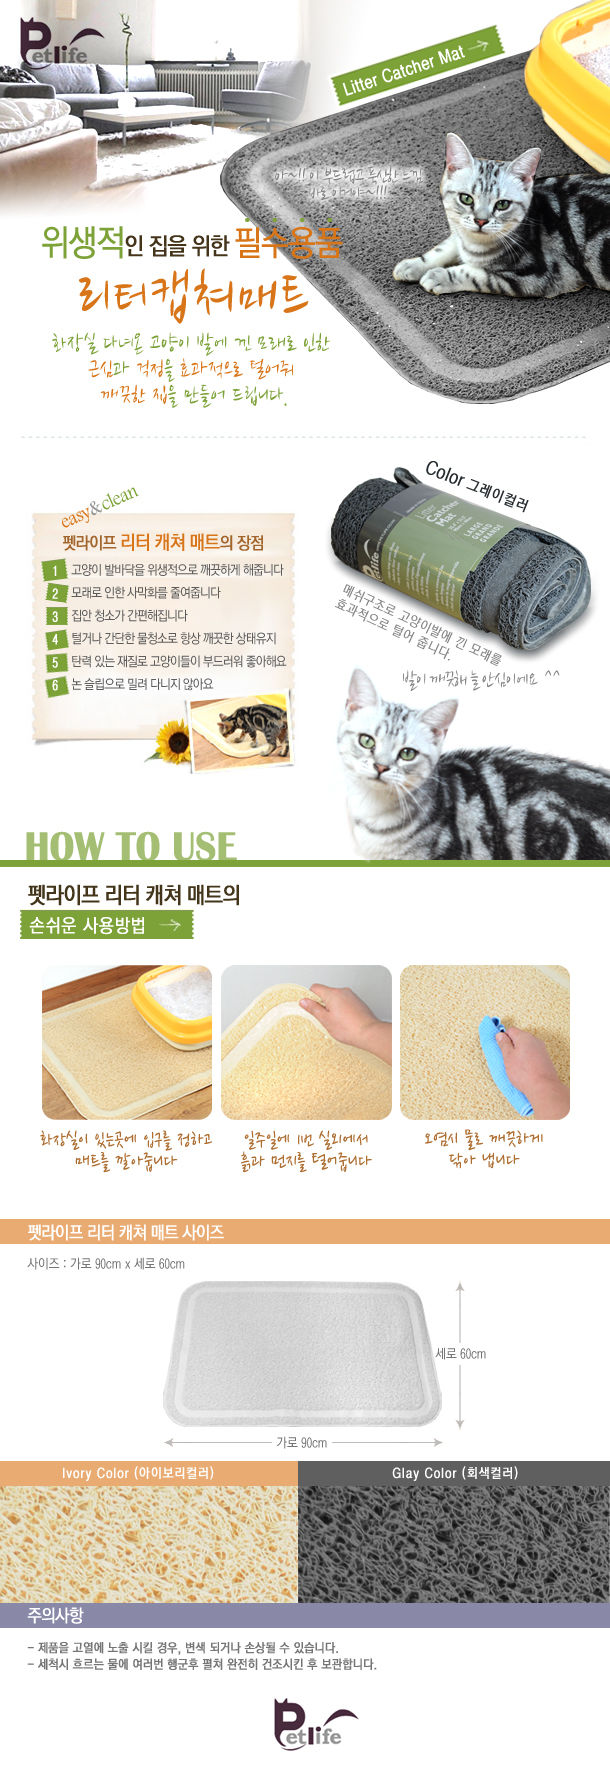 Petlife
Litter Catcher Mat
아~!! 이 부드럽고 푹신한 느낌
바로 아 야~!!!
위생적인 집을 위한 필수용품
리터캡쳐매트
화장실 다녀온 고양이 발에 낀 모래로 인한
근심과 걱정을 효과적으로 털어줘
깨끗한 집을 만들어 드립니다.
easy&clean
펫라이프 리터 캐쳐 매트의 장점
1 고양이 발바닥을 위생적으로 깨끗하게 해줍니다
2 모래로 인한 사막화를 줄여줍니다
3 집안 청소가 간편해집니다
4 털거나 간단한 물청소로 항상 깨끗한 상태유지
5 탄력 있는 재질로 고양이들이 부드러워 좋아해요
6 논 슬립으로 밀려 다니지 않아요
Color 그레이컬러
Petlife
Litter
Catcher
Mat
LARGE
GRAND
GRANDE
메쉬구조로 고양이발에 낀 모래를
효과적으로 털어 줍니다.
발이 깨끗해 늘 안심이에요 ^^
HOW TO USE
펫라이프 리터 캐쳐 매트의
손쉬운 사용방법
화장실이 있는곳에 입구를 정하고
매트를 깔아줍니다
일주일에 1번 실외에서
흙과 먼지를 털어줍니다
오염시 물로 깨끗하게
닦아 냅니다
펫라이프 리터 캐쳐 매트 사이즈
사이즈 : 가로 90cm x 세로 60cm
세로 60cm
가로 90cm
Ivory Color (아이보리컬러)
Glay Color (회색컬러)
주의사항
- 제품을 고열에 노출 시킬 경우, 변색 되거나 손상될 수 있습니다.
- 세척시 흐르는 물에 여러번 헹군후 펼쳐 완전히 건조시킨 후 보관합니다.
Petlife